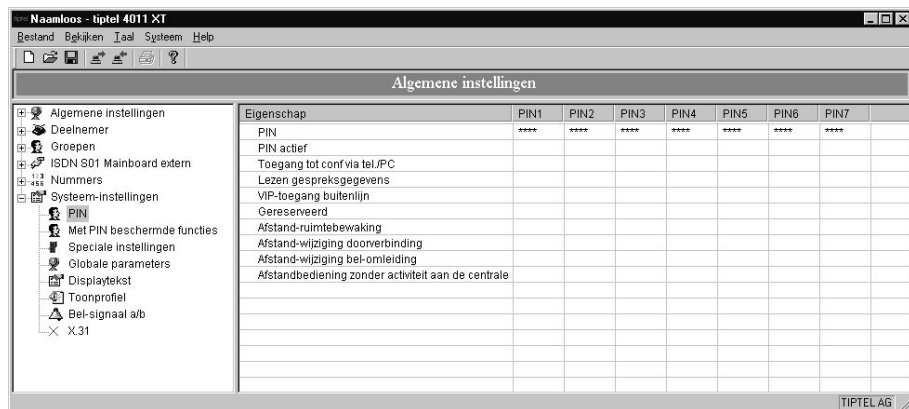 Naamloos - tiptel 4011 XT
Bestand Bekijken Taal Systeem Help
Algemene instellingen
Algemene instellingen
Deelnemer
Groepen
ISDN S01 Mainboard extern
Nummers
Systeem-instellingen
PIN
Met PIN beschermde functies
Speciale instellingen
Globale parameters
Displaytekst
Toonprofiel
Bel-signaal a/b
X.31
Eigenschap PIN1 PIN2 PIN3 PIN4 PIN5 PIN6 PIN7
PIN **** **** **** **** **** **** ****
PIN actief
Toegang tot conf via tel./PC
Lezen gespreksgegevens
VIP-toegang buitenlijn
Gereserveerd
Afstand-ruimtebewaking
Afstand-wijziging doorverbinding
Afstand-wijziging bel-omleiding
Afstandbediening zonder activiteit aan de centrale
TIPTEL AG